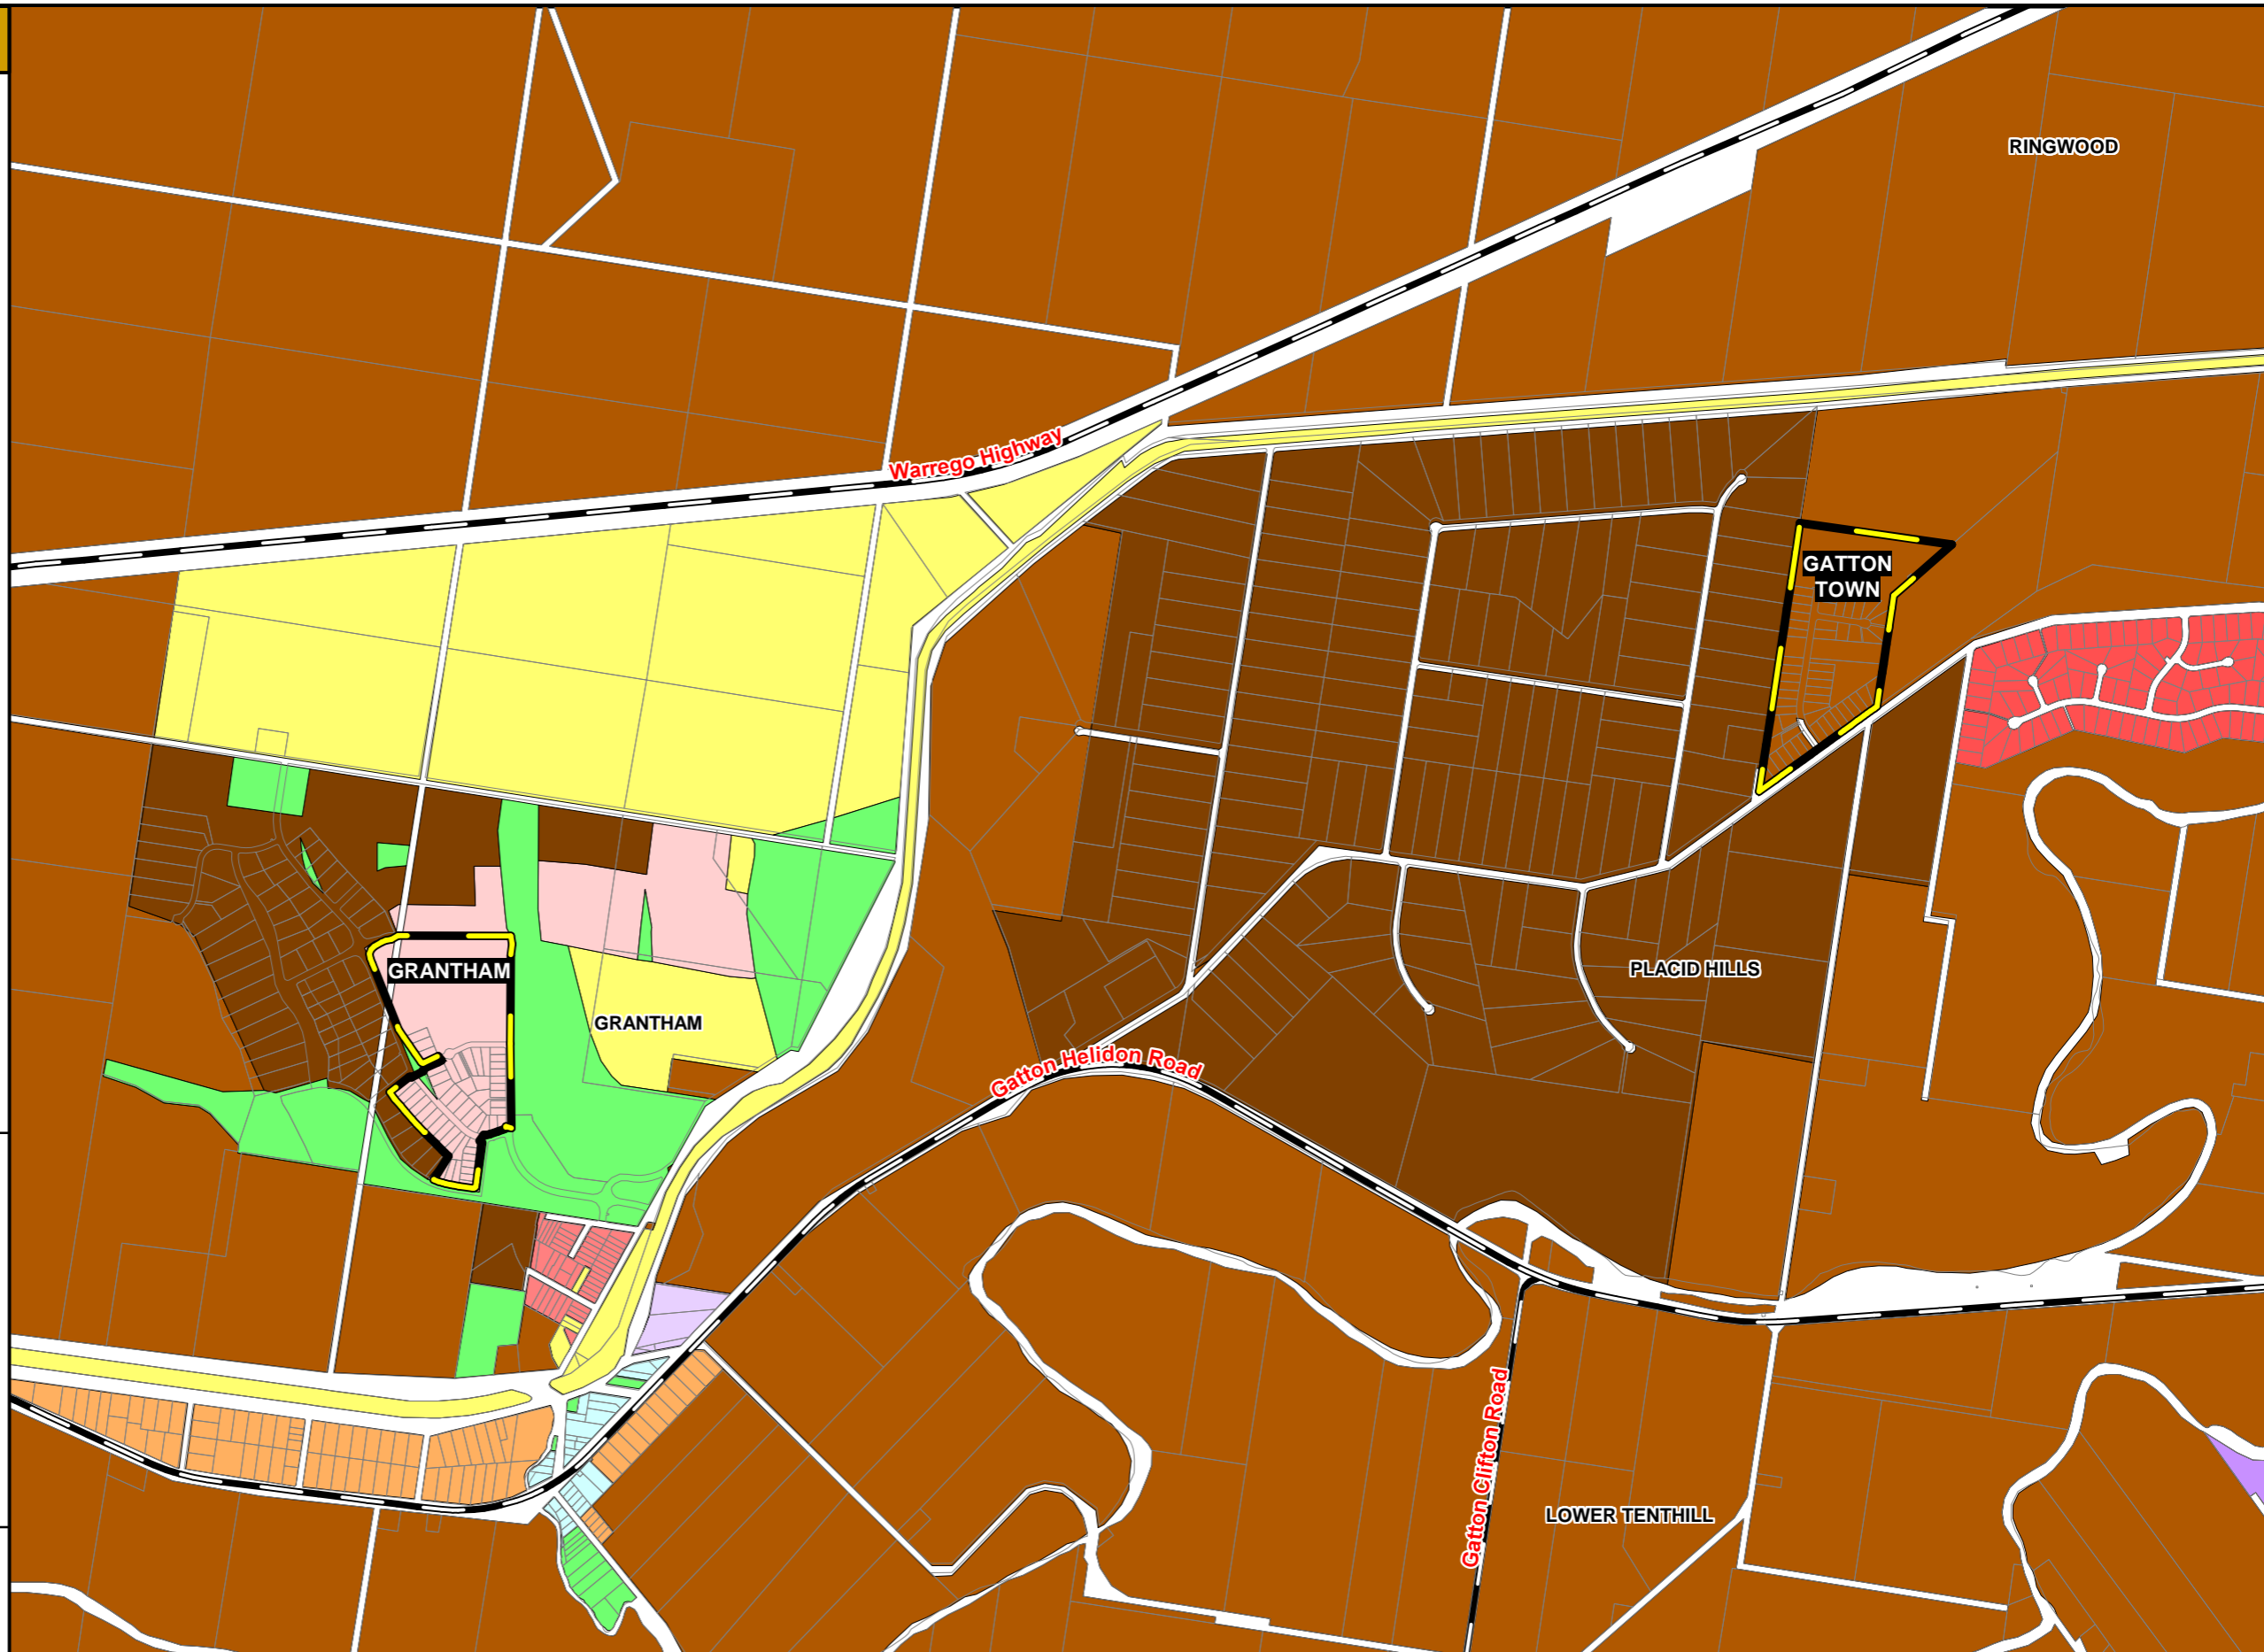 RINGWOOD
Warrego Highway
GATTON
TOWN
GRANTHAM
PLACID HILLS
GRANTHAM
Gatton Helidon Road
Gatton Clifton Road
LOWER TENTHILL